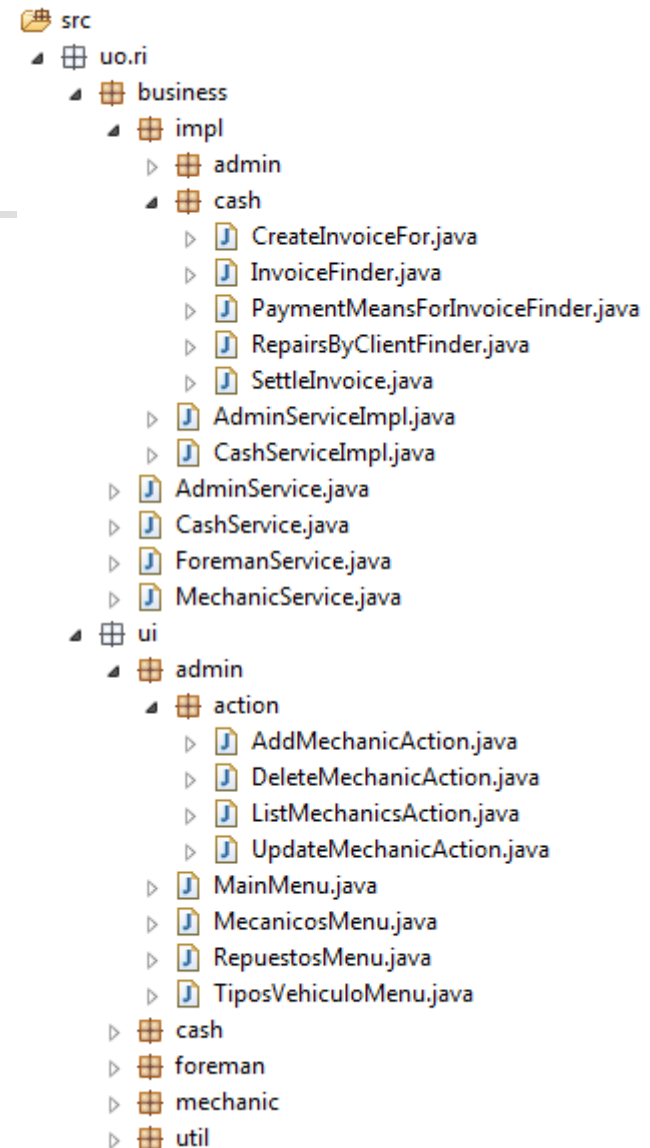 src
uo.ri
business
impl
admin
cash
CreateInvoiceFor.java
InvoiceFinder.java
PaymentMeansForInvoiceFinder.java
RepairsByClientFinder.java
SettleInvoice.java
AdminServiceImpl.java
CashServiceImpl.java
AdminService.java
CashService.java
ForemanService.java
MechanicService.java
ui
admin
action
AddMechanicAction.java
DeleteMechanicAction.java
ListMechanicsAction.java
UpdateMechanicAction.java
MainMenu.java
MecanicosMenu.java
RepuestosMenu.java
TiposVehiculoMenu.java
cash
foreman
mechanic
util